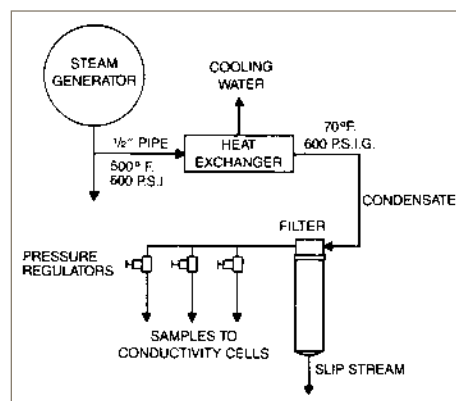 STEAM
GENERATOR
COOLING
WATER
½" PIPE
500° F.
600 P.S.I
HEAT
EXCHANGER
70°F.
600 P.S.I.G.
CONDENSATE
FILTER
PRESSURE
REGULATORS
SAMPLES TO
CONDUCTIVITY CELLS
SLIP STREAM